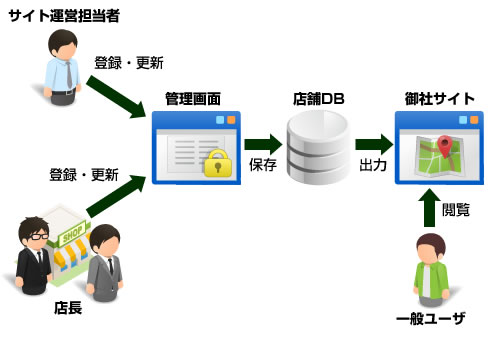 サイト運営担当者
登録・更新
管理画面
店舗DB
御社サイト
保存
出力
登録・更新
閲覧
SHOP
店長
一般ユーザ